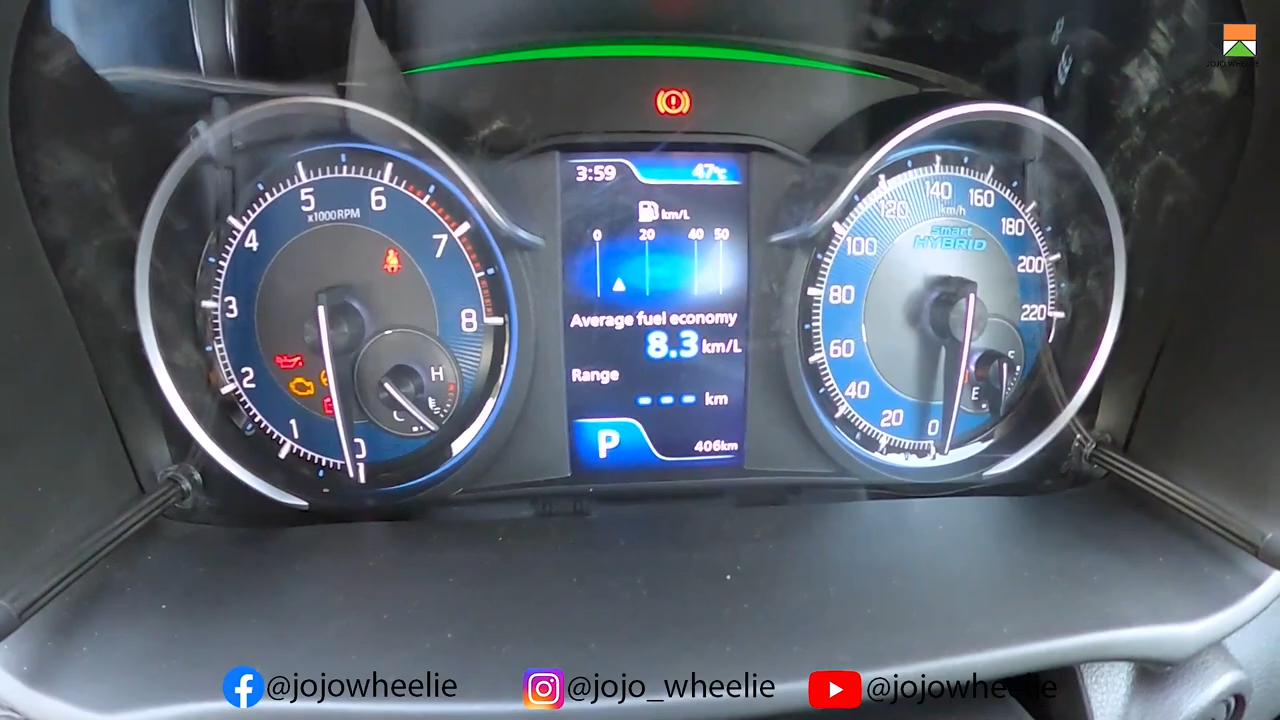 JOJO WHEELIE
5 6
x1000RPM
4 7
3 8
2
1 0
H
C
3:59 47°C
km/L
0 20 40 50
Average fuel economy
8.3 km/L
Range
--- km
P 406km
120 140 160
km/h
100 180
Smart
HYBRID
80 200
60 220
40
20 0
F
E
@jojowheelie @jojo_wheelie @jojowheelie